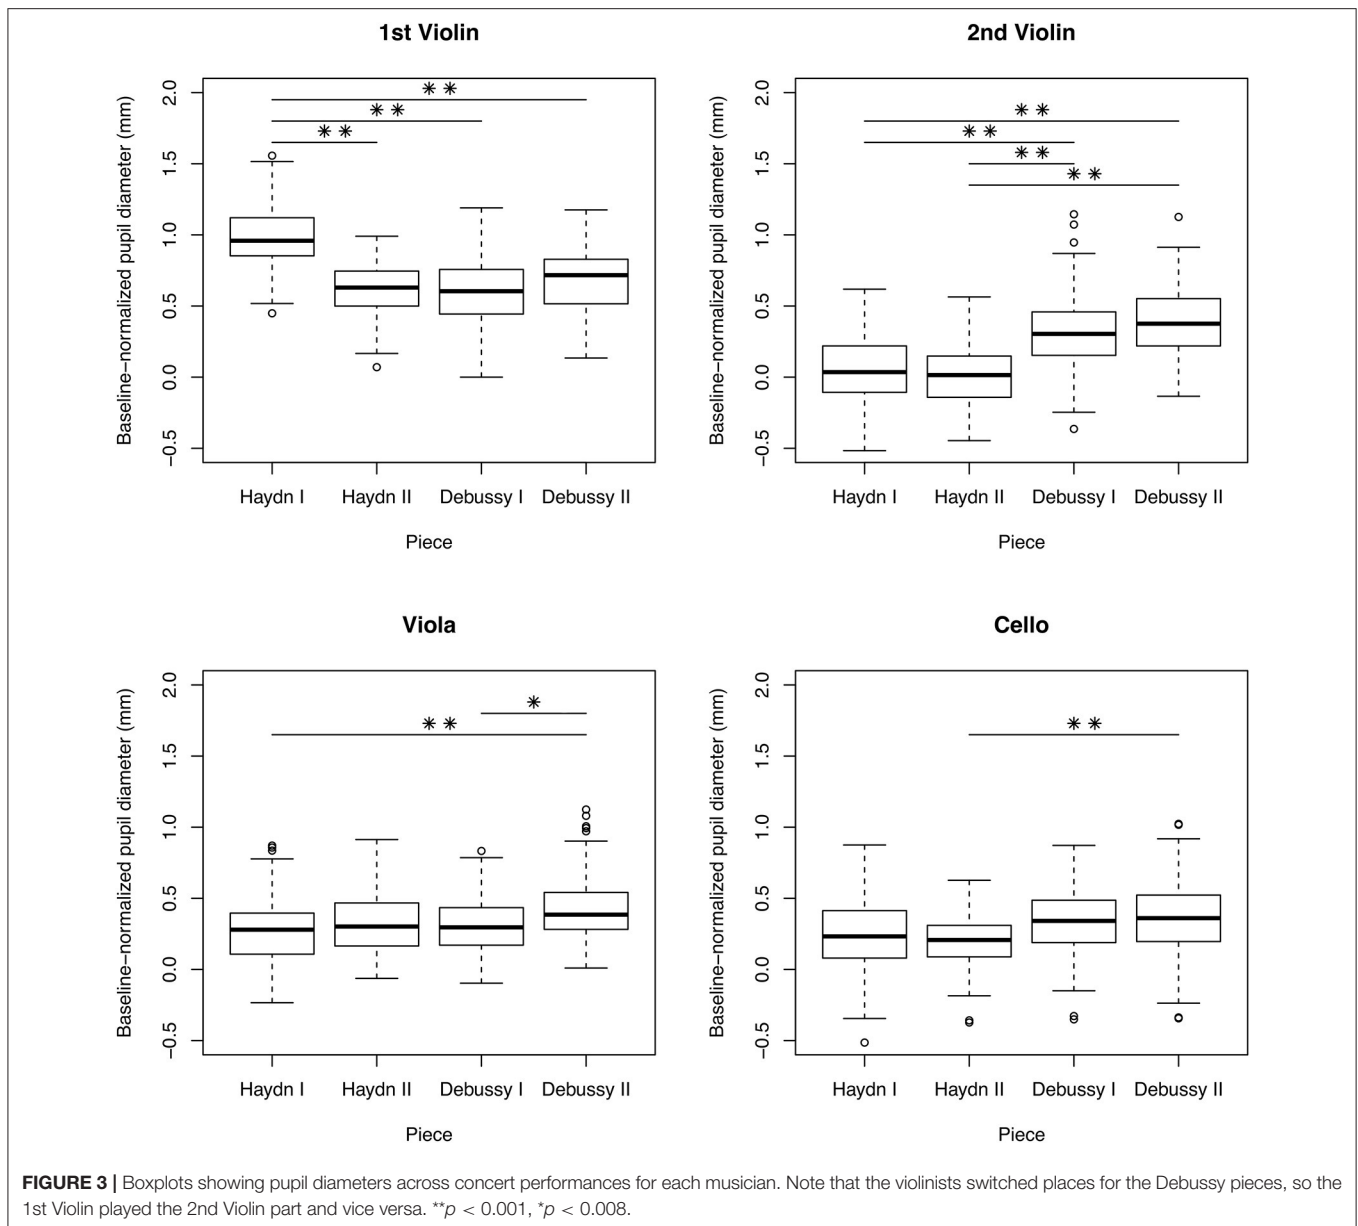 1st Violin
Baseline−normalized pupil diameter (mm)
2.0
1.5
1.0
0.5
0.0
−0.5
** 
**
**
Haydn I Haydn II Debussy I Debussy II
Piece
2nd Violin
Baseline−normalized pupil diameter (mm)
2.0
1.5
1.0
0.5
0.0
−0.5
**
**
**
**
Haydn I Haydn II Debussy I Debussy II
Piece
Viola
Baseline−normalized pupil diameter (mm)
2.0
1.5
1.0
0.5
0.0
−0.5
*
**
Haydn I Haydn II Debussy I Debussy II
Piece
Cello
Baseline−normalized pupil diameter (mm)
2.0
1.5
1.0
0.5
0.0
−0.5
**
Haydn I Haydn II Debussy I Debussy II
Piece
FIGURE 3 | Boxplots showing pupil diameters across concert performances for each musician. Note that the violinists switched places for the Debussy pieces, so the
1st Violin played the 2nd Violin part and vice versa. **p < 0.001, *p < 0.008.